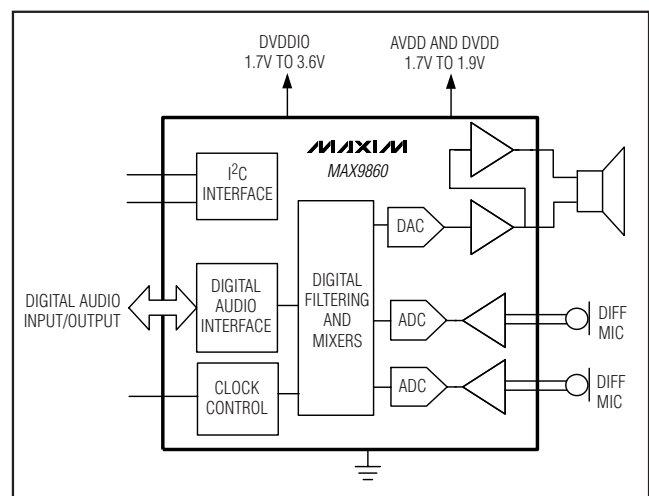 DVDDIO
1.7V TO 3.6V
AVDD AND DVDD
1.7V TO 1.9V
MAXIM
MAX9860
I²C
INTERFACE
DAC
DIGITAL AUDIO
INPUT/OUTPUT
DIGITAL
AUDIO
INTERFACE
DIGITAL
FILTERING
AND
MIXERS
ADC
DIFF
MIC
CLOCK
CONTROL
ADC
DIFF
MIC